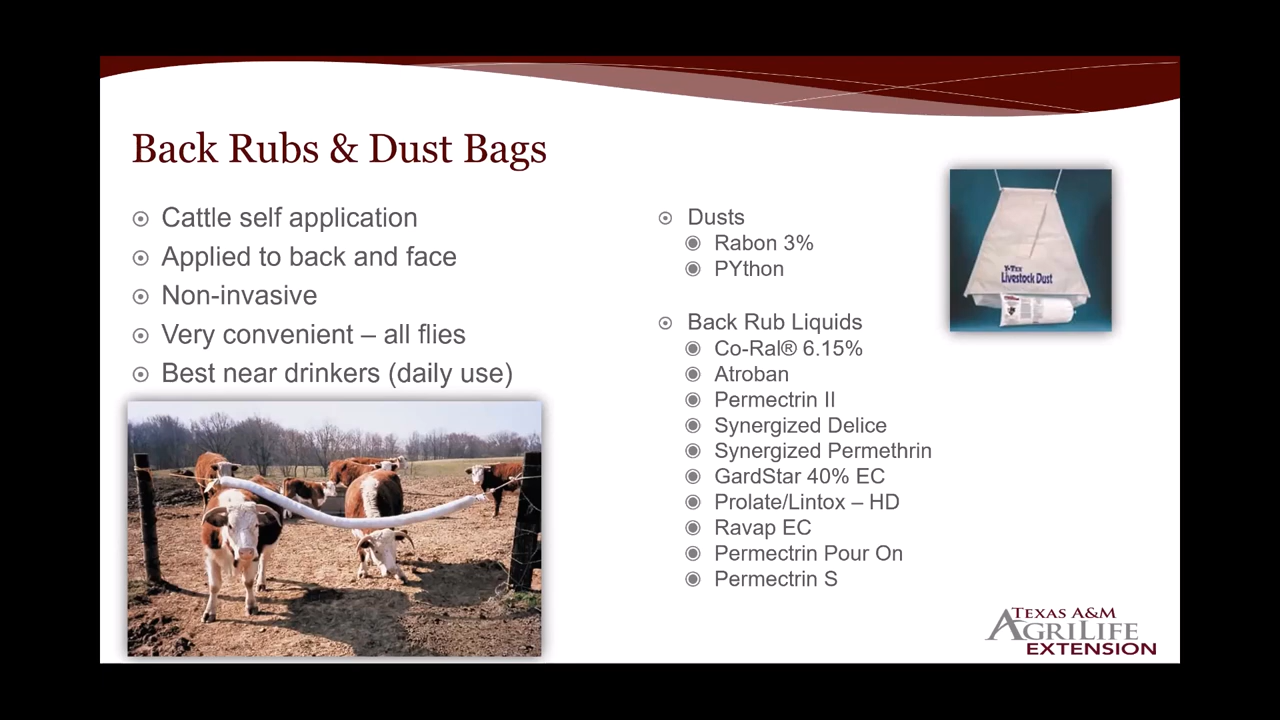 Back Rubs & Dust Bags
Cattle self application
Applied to back and face
Non-invasive
Very convenient – all flies
Best near drinkers (daily use)
Dusts
Rabon 3%
PYthon
Back Rub Liquids
Co-Ral® 6.15%
Atroban
Permectrin II
Synergized Delice
Synergized Permethrin
GardStar 40% EC
Prolate/Lintox – HD
Ravap EC
Permectrin Pour On
Permectrin S
Y-Tex
Livestock Dust
TEXAS A&M
AGRILIFE
EXTENSION